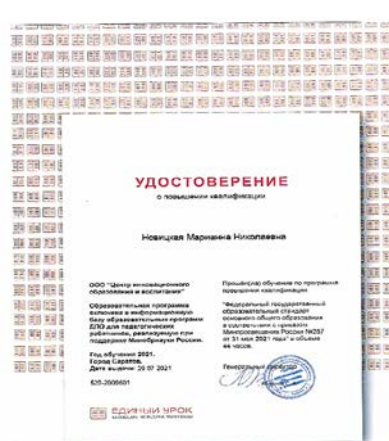 УДОСТОВЕРЕНИЕ
о повышении квалификации
Новицкая Марианна Николаевна
ООО "Центр инновационного
образования и воспитания"
Образовательная программа
включена в информационную
базу образовательных программ
ДПО для педагогических
работников, реализуемую при
поддержке Минобрнауки России.
Год обучения 2021.
Город Саратов.
Дата выдачи: 29 07 2021
Прошёл(ла) обучение по программе
повышения квалификации
"Федеральный государственный
образовательный стандарт
основного общего образования
в соответствии с приказом
Минпросвещения России №287
от 31 мая 2021 года" в объеме
44 часов.
Генеральный директор
ЕДИНЫЙ УРОК